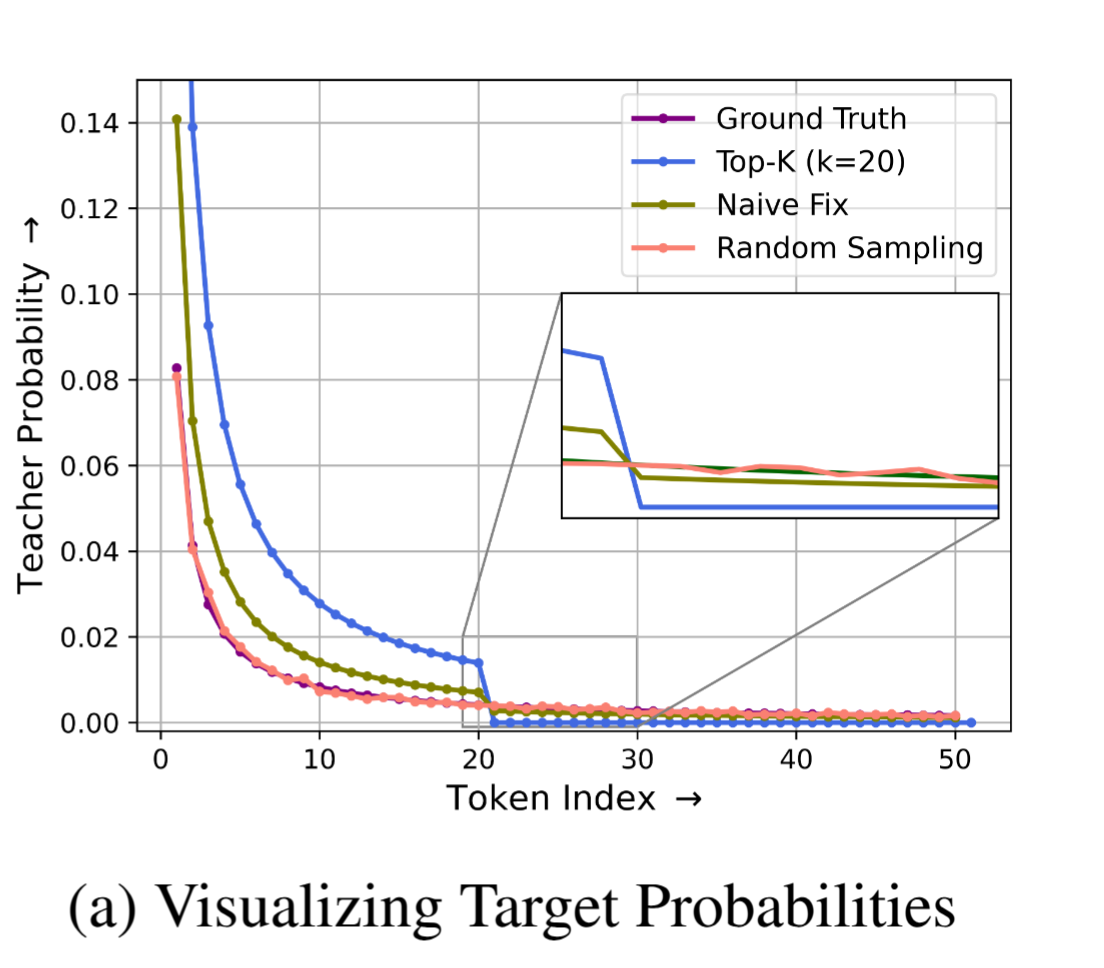 0.14
0.12
0.10
0.08
0.06
0.04
0.02
0.00
Teacher Probability →
Ground Truth
Top-K (k=20)
Naive Fix
Random Sampling
0 10 20 30 40 50
Token Index →
(a) Visualizing Target Probabilities